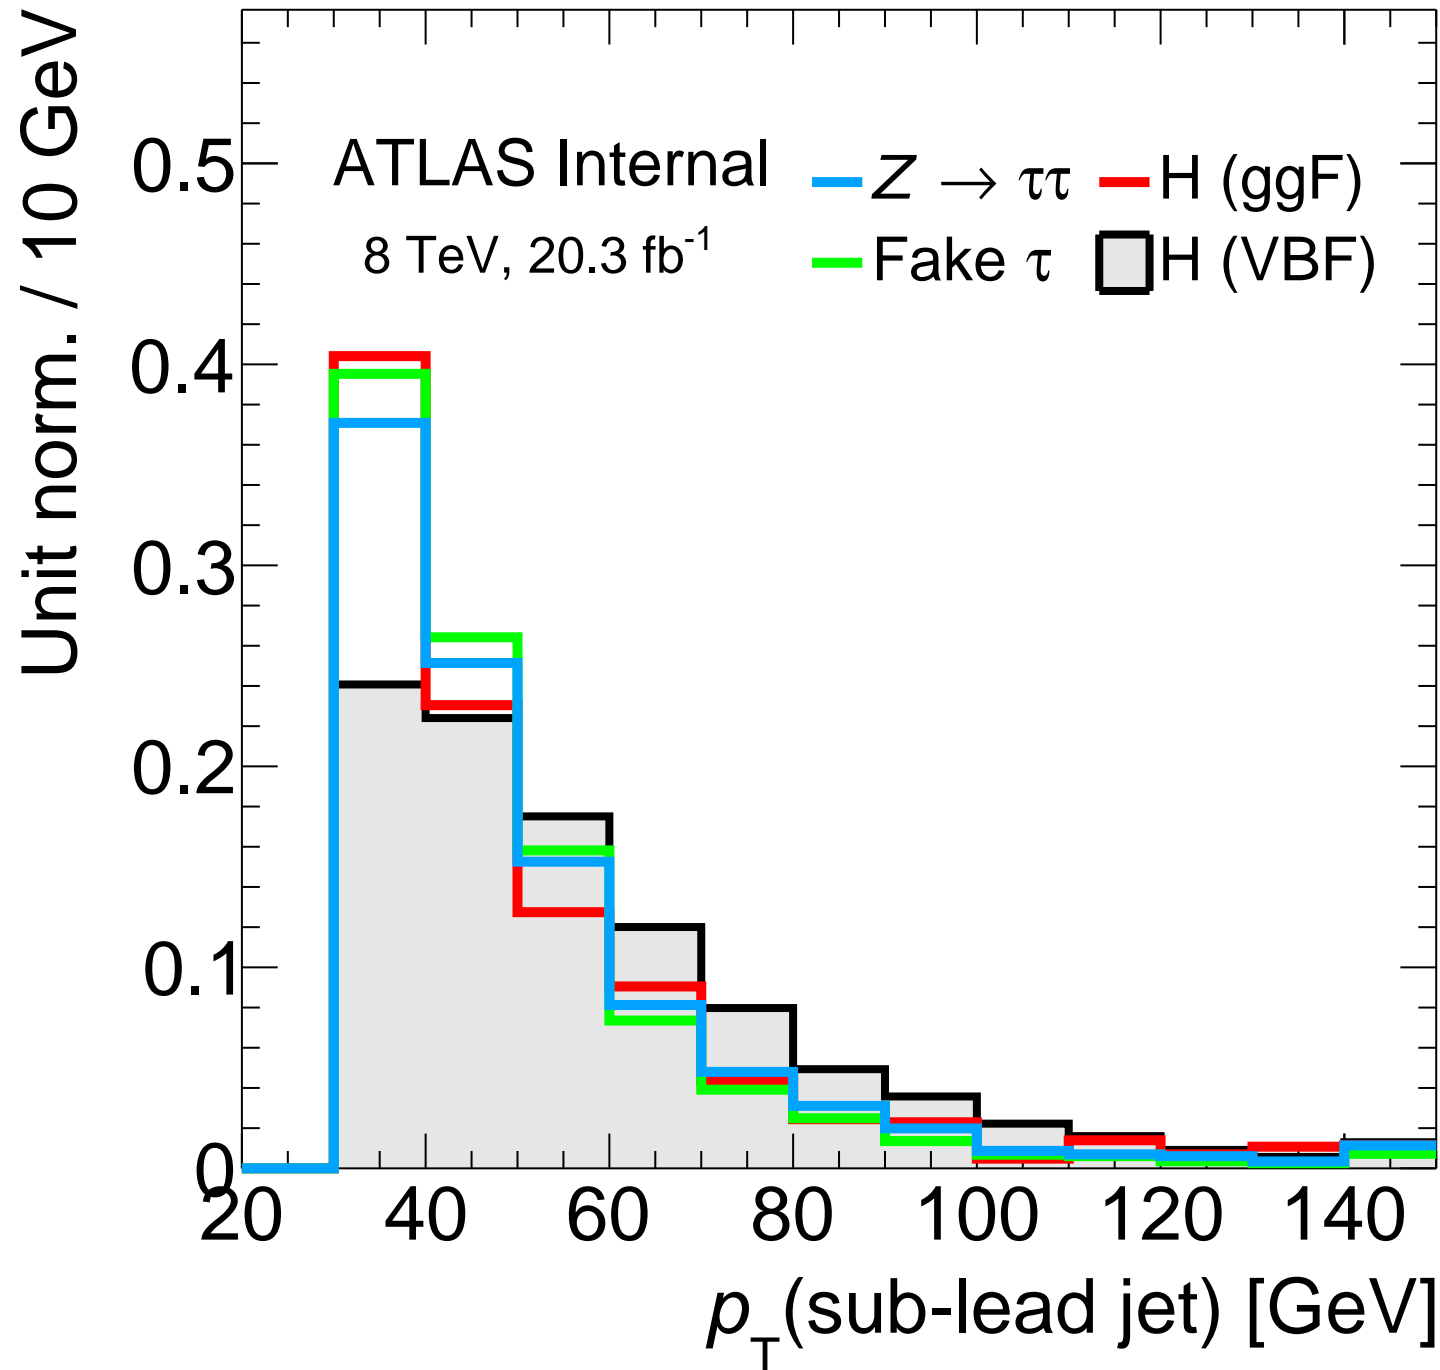 Unit norm. / 10 GeV
0.5
0.4
0.3
0.2
0.1
0
ATLAS Internal
8 TeV, 20.3 fb⁻¹
Z → ττ
H (ggF)
Fake τ
H (VBF)
20 40 60 80 100 120 140
p_T(sub-lead jet) [GeV]